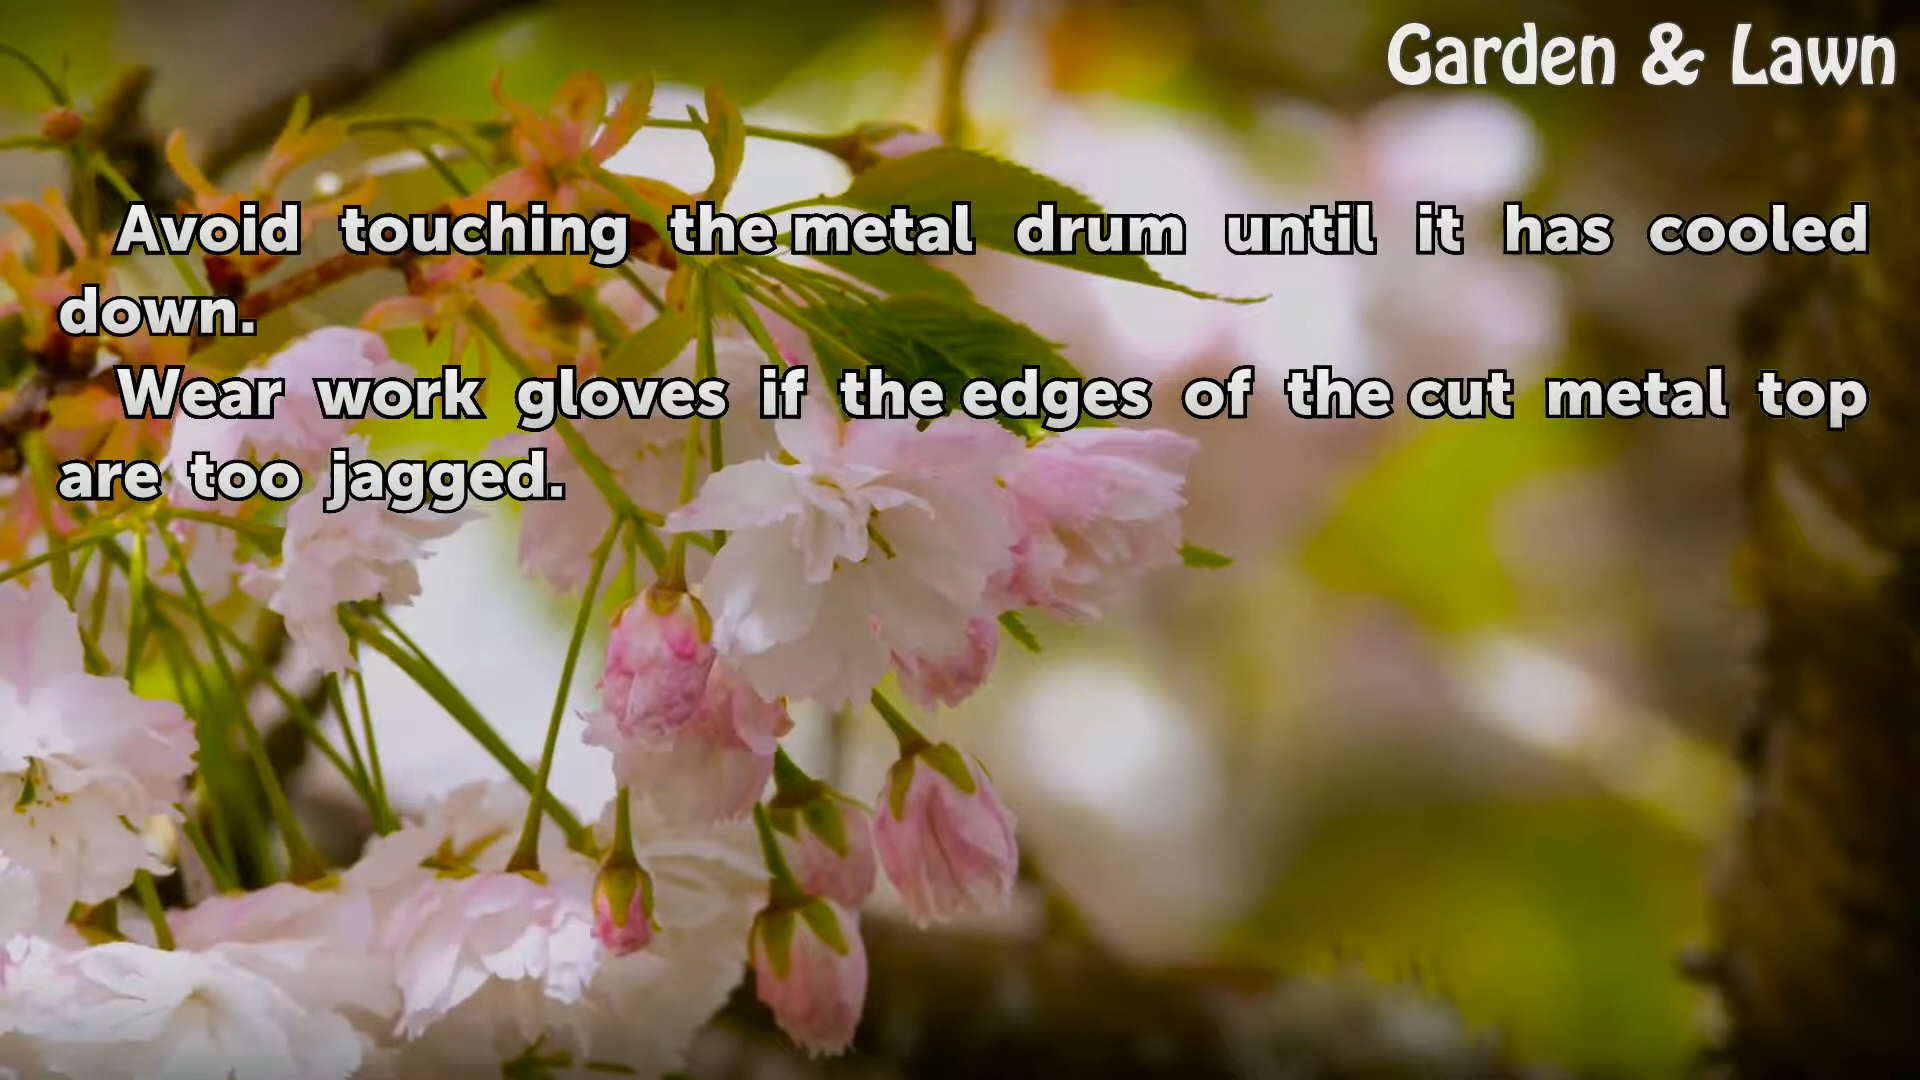 Garden & Lawn
Avoid touching the metal drum until it has cooled
down.
Wear work gloves if the edges of the cut metal top
are too jagged.